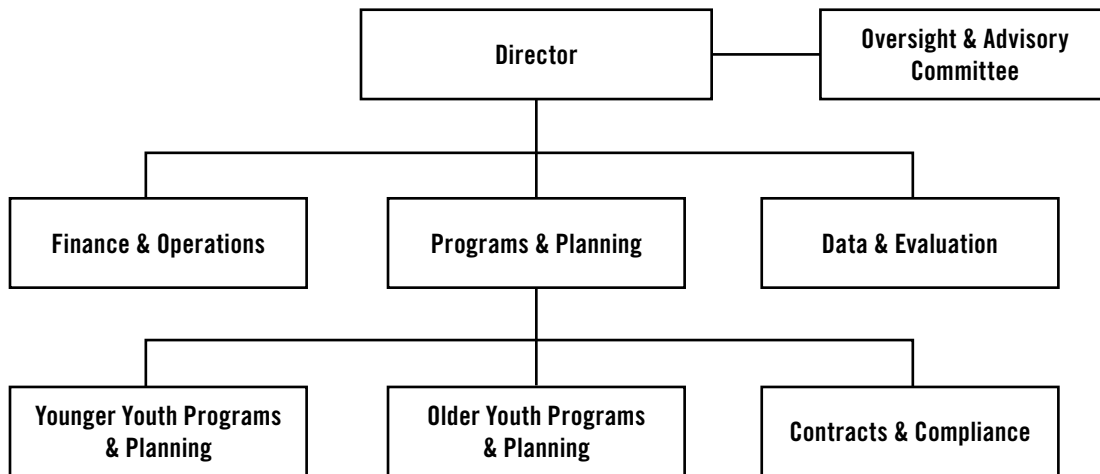 Director
Oversight & Advisory
Committee
Finance & Operations
Programs & Planning
Data & Evaluation
Younger Youth Programs
& Planning
Older Youth Programs
& Planning
Contracts & Compliance